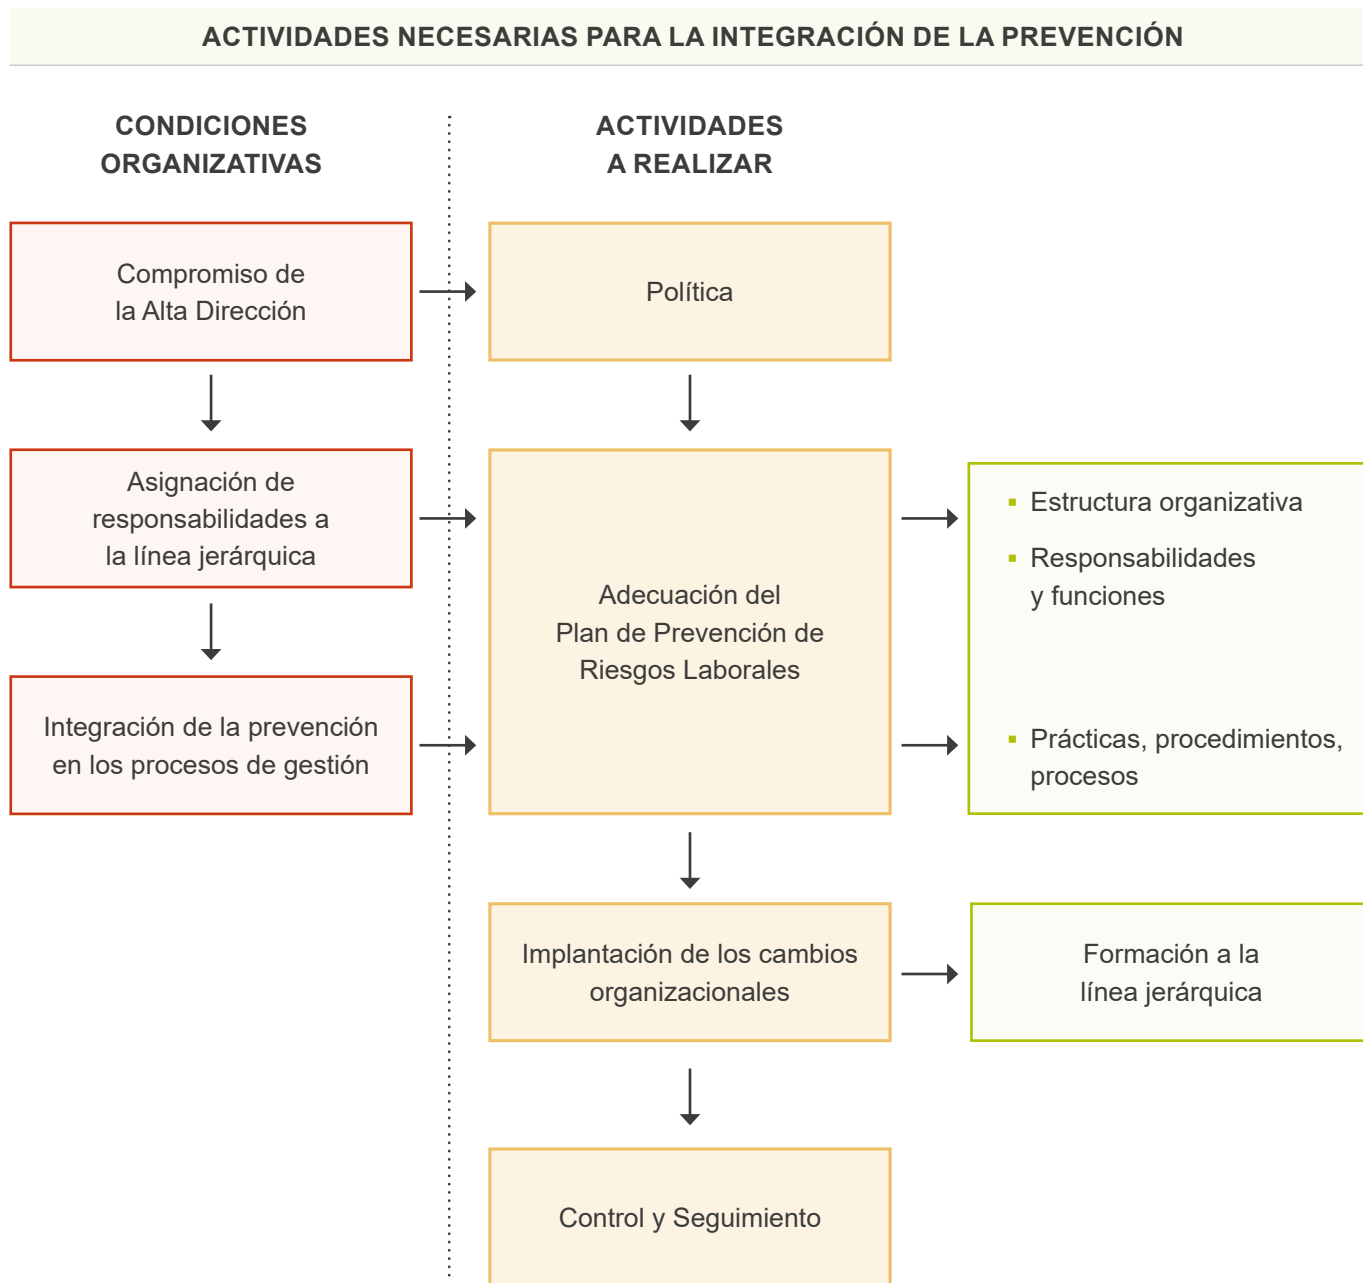 ACTIVIDADES NECESARIAS PARA LA INTEGRACIÓN DE LA PREVENCIÓN
CONDICIONES
ORGANIZATIVAS
ACTIVIDADES
A REALIZAR
Compromiso de
la Alta Dirección
Política
Asignación de
responsabilidades a
la línea jerárquica
Adecuación del
Plan de Prevención de
Riesgos Laborales
▪ Estructura organizativa
▪ Responsabilidades
y funciones
▪ Prácticas, procedimientos,
procesos
Integración de la prevención
en los procesos de gestión
Implantación de los cambios
organizacionales
Formación a la
línea jerárquica
Control y Seguimiento